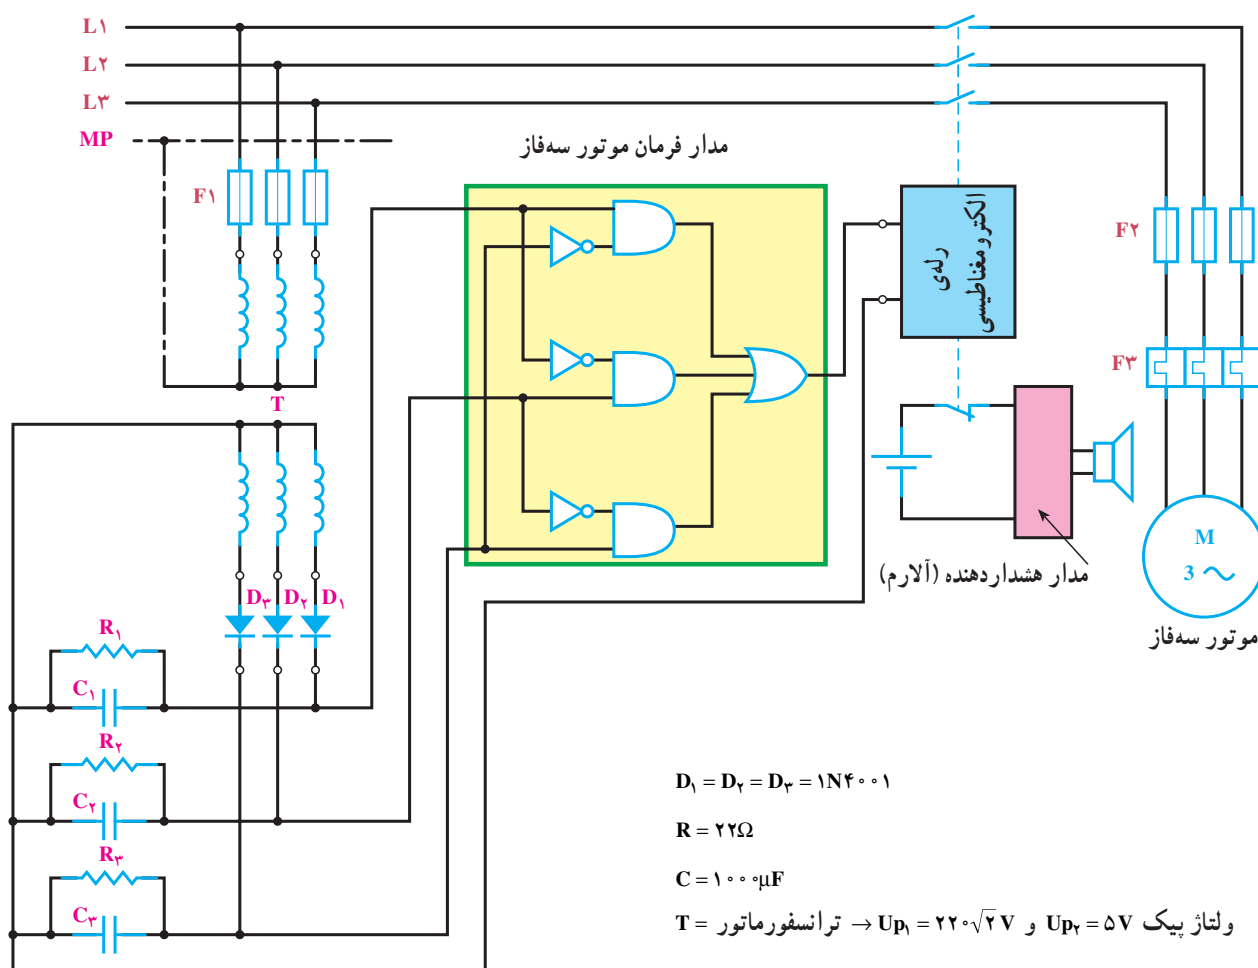 L۱
L۲
L۳
MP
مدار فرمان موتور سه‌فاز
F۱
رله‌ی
الکترومغناطیسی
F۲
F۳
T
M
3
موتور سه‌فاز
مدار هشداردهنده (آلارم)
D۳ D۲ D۱
R۱
C۱
R۲
C۲
R۳
C۳
D۱ = D۲ = D۳ = ۱N۴۰۰۱
R = ۲۲Ω
C = ۱۰۰۰μF
ولتاژ پیک Up۲ = ۵V و Up۱ = ۲۲۰√۲ V → ترانسفورماتور = T